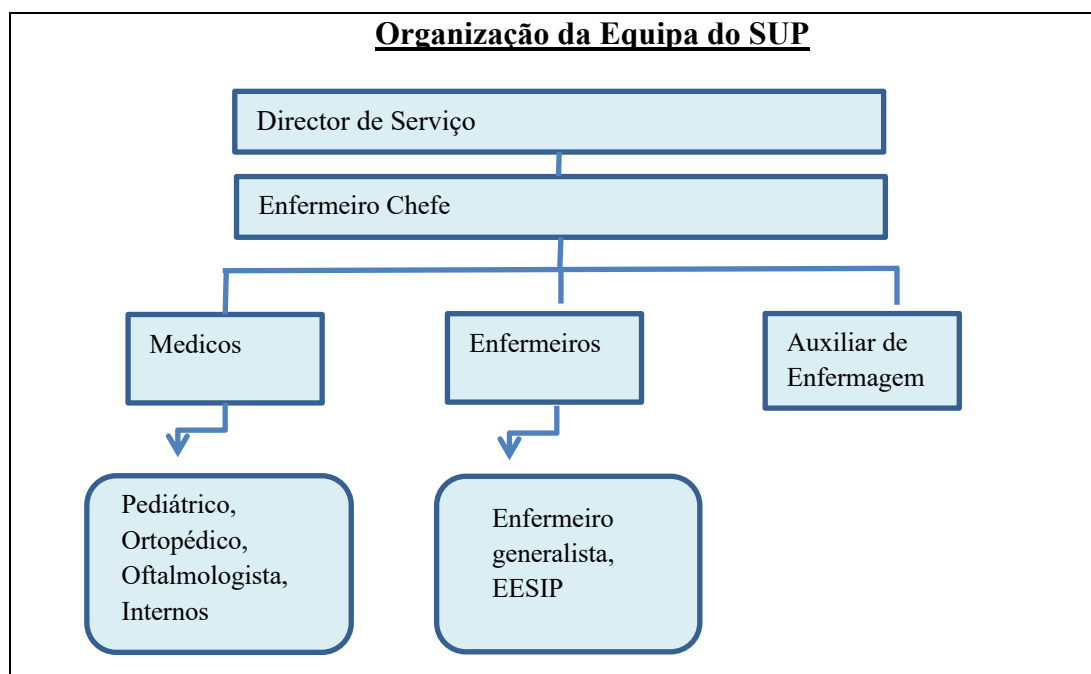 Organização da Equipa do SUP
Director de Serviço
Enfermeiro Chefe
Medicos
Enfermeiros
Auxiliar de
Enfermagem
Pediátrico,
Ortopédico,
Oftalmologista,
Internos
Enfermeiro
generalista,
EESIP